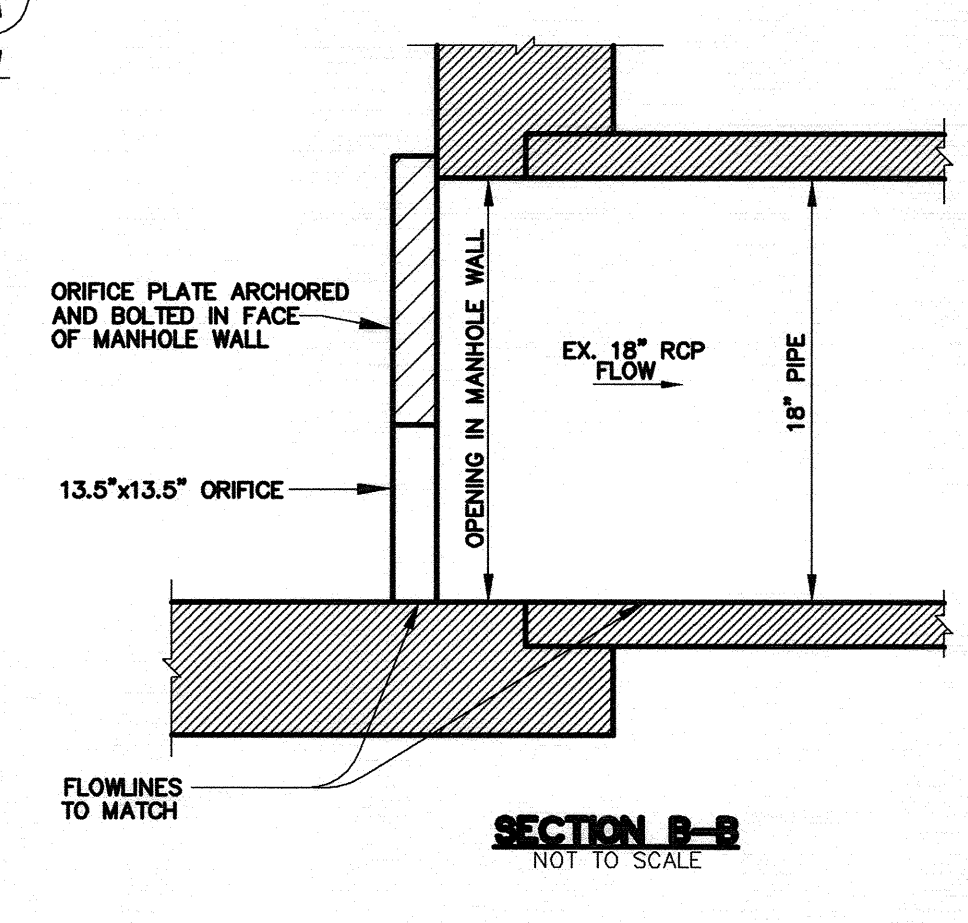 ORIFICE PLATE ARCHORED
AND BOLTED IN FACE
OF MANHOLE WALL
13.5"x13.5" ORIFICE
OPENING IN MANHOLE WALL
EX. 18" RCP
FLOW
18" PIPE
FLOWLINES
TO MATCH
SECTION B-B
NOT TO SCALE